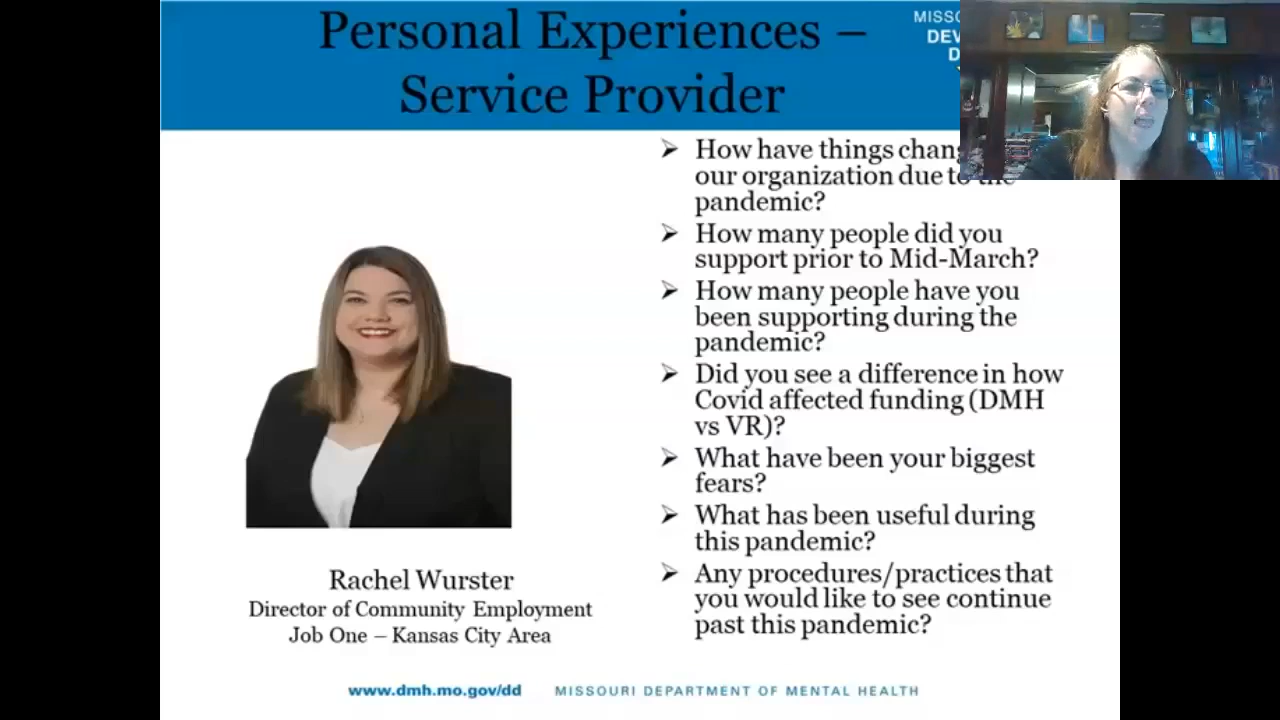 Personal Experiences –
Service Provider
MISSO
DEV
D
➢ How have things chang
our organization due to the
pandemic?
➢ How many people did you
support prior to Mid-March?
➢ How many people have you
been supporting during the
pandemic?
➢ Did you see a difference in how
Covid affected funding (DMH
vs VR)?
➢ What have been your biggest
fears?
➢ What has been useful during
this pandemic?
➢ Any procedures/practices that
you would like to see continue
past this pandemic?
Rachel Wurster
Director of Community Employment
Job One – Kansas City Area
www.dmh.mo.gov/dd MISSOURI DEPARTMENT OF MENTAL HEALTH